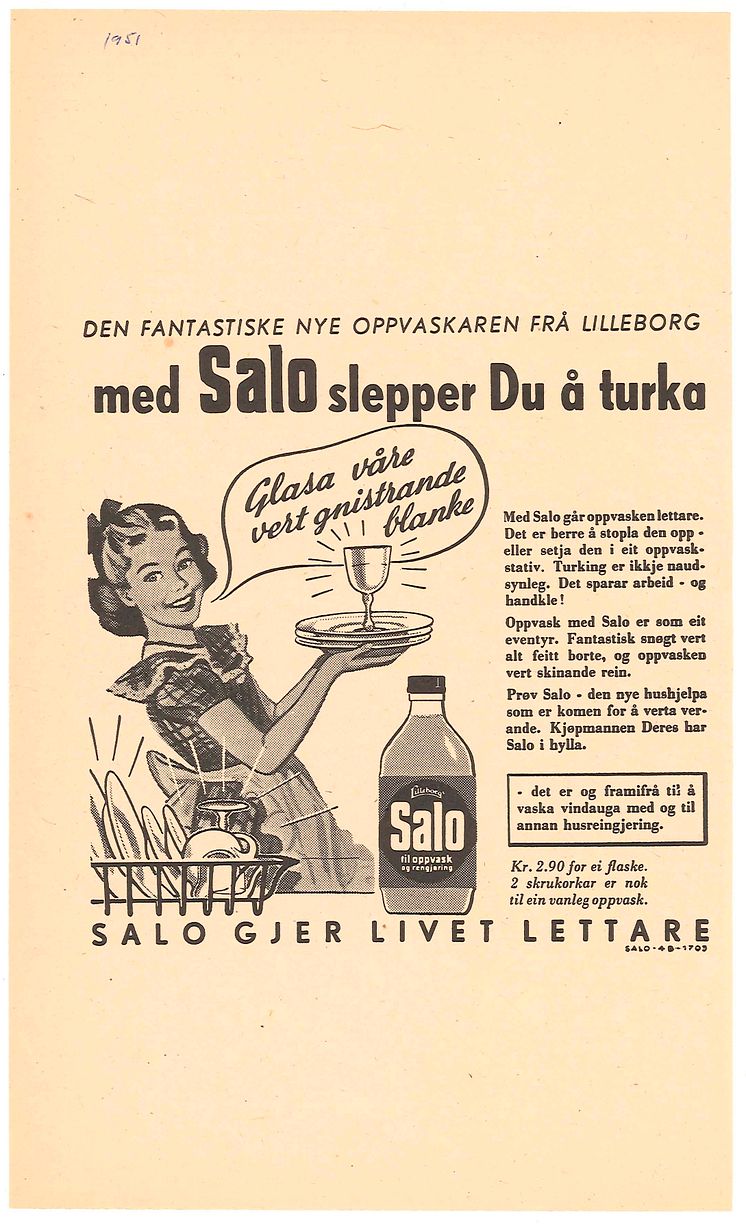 1951
DEN FANTASTISKE NYE OPPVASKAREN FRÅ LILLEBORG
med Salo slepper Du å turka
Glasa våre
vert gnistrande
blanke
Med Salo går oppvasken lettare.
Det er berre å stopla den opp -
eller setja den i eit oppvask-
stativ. Turking er ikkje naud-
synleg. Det sparar arbeid - og
handkle!
Oppvask med Salo er som eit
eventyr. Fantastisk snøgt vert
alt feitt borte, og oppvasken
vert skinande rein.
Prøv Salo - den nye hushjelpa
som er komen for å verta ver-
ande. Kjøpmannen Deres har
Salo i hylla.
Lilleborg
Salo
til oppvask
og rengjøring
- det er og framifrå til å
vaska vindauga med og til
annan husreingjering.
Kr. 2.90 for ei flaske.
2 skrukorkar er nok
til ein vanleg oppvask.
SALO GJER LIVET LETTARE
SALO-4B-1703